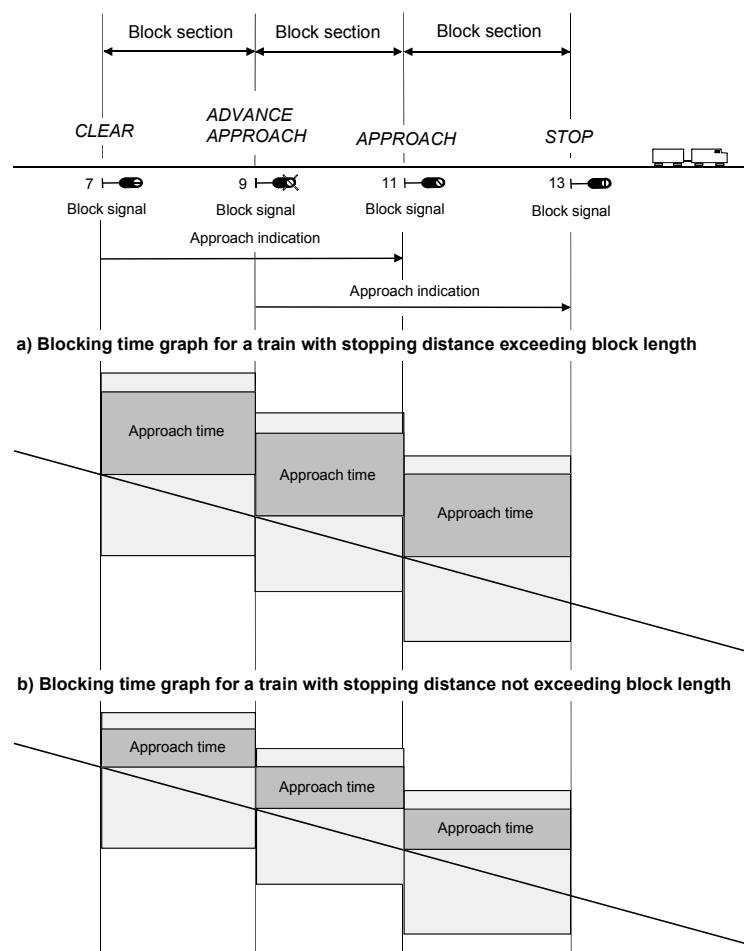 Block section Block section Block section
CLEAR
ADVANCE
APPROACH
APPROACH
STOP
7 9 11 13
Block signal Block signal Block signal Block signal
Approach indication
Approach indication
a) Blocking time graph for a train with stopping distance exceeding block length
Approach time
Approach time
Approach time
b) Blocking time graph for a train with stopping distance not exceeding block length
Approach time
Approach time
Approach time